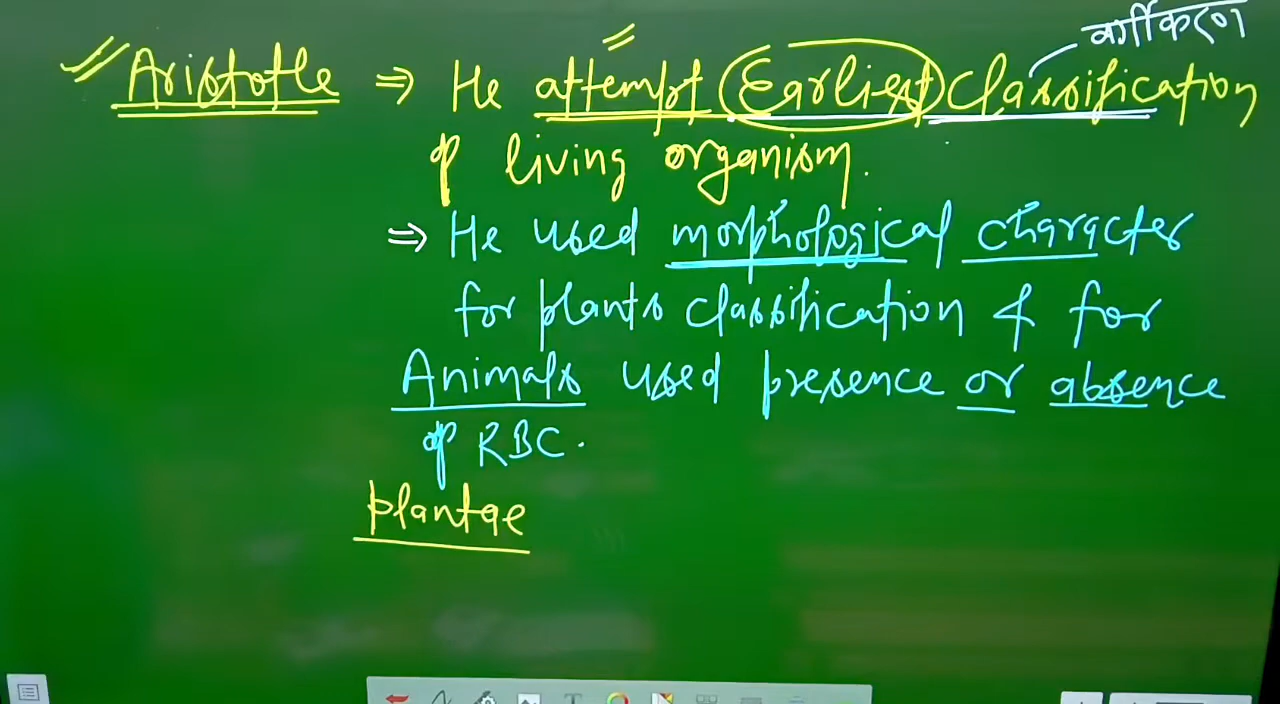 वर्गीकरण
Aristotle ⇒ He attempt Earliest Classification
of living organism.
⇒ He used morphological character
for plants classification & for
Animals used presence or absence
of RBC.
plantae